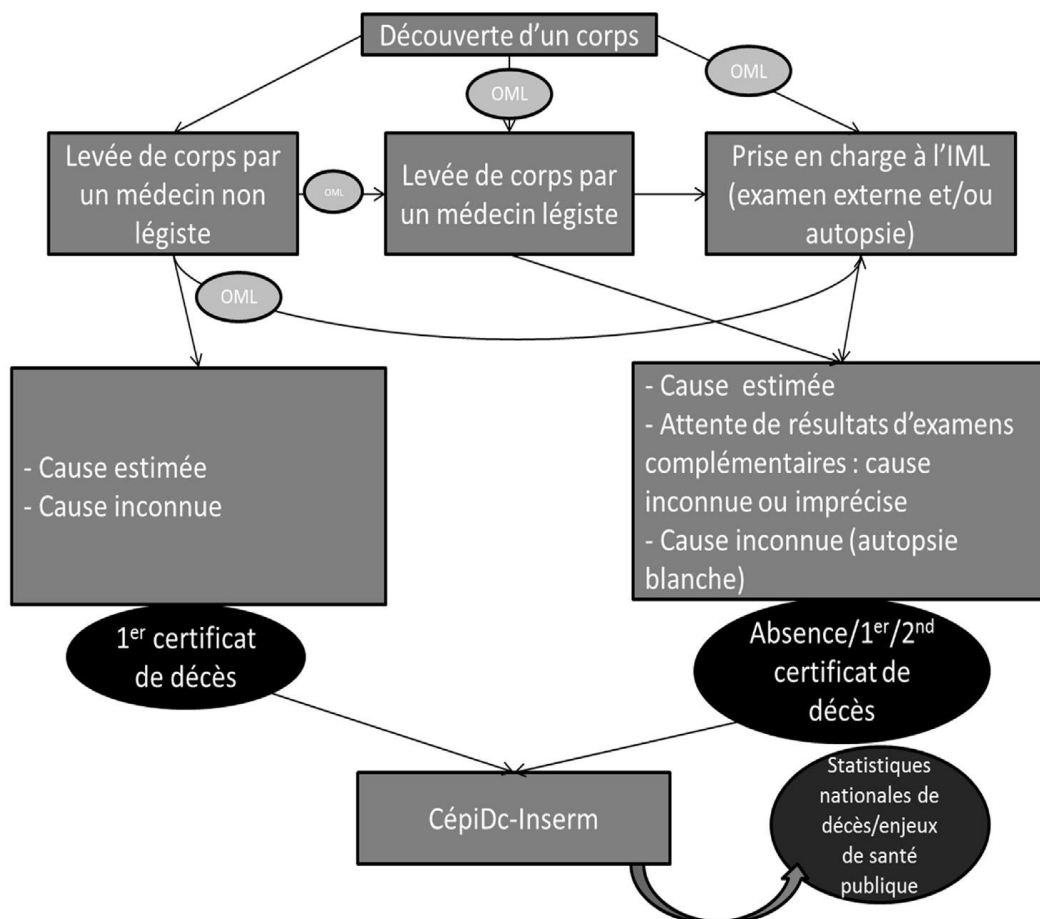 Découverte d'un corps
OML
OML
Levée de corps par
un médecin non
légiste
OML
Levée de corps par
un médecin légiste
Prise en charge à l'IML
(examen externe et/ou
autopsie)
OML
- Cause estimée
- Cause inconnue
- Cause estimée
- Attente de résultats d'examens
complémentaires : cause
inconnue ou imprécise
- Cause inconnue (autopsie
blanche)
1er certificat
de décès
Absence/1er/2nd
certificat de
décès
CépiDc-Inserm
Statistiques
nationales de
décès/enjeux
de santé
publique